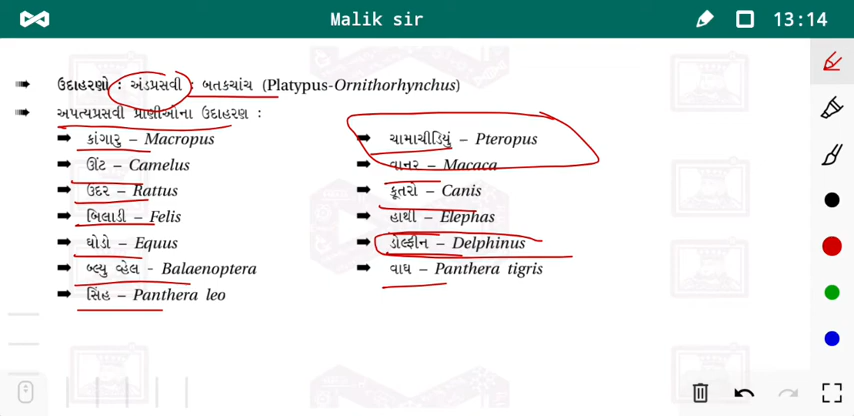 Malik sir
13:14
ઉદાહરણો : અંડપ્રસવી : બતકચાંચ (Platypus-Ornithorhynchus)
અપત્યપ્રસવી પ્રાણીઓના ઉદાહરણ :
કાંગારુ – Macropus
ઊંટ – Camelus
ઉંદર – Rattus
બિલાડી – Felis
ઘોડો – Equus
બ્લ્યુ વ્હેલ - Balaenoptera
સિંહ – Panthera leo
ચામાચીડિયું – Pteropus
વાનર – Macaca
કૂતરો – Canis
હાથી – Elephas
ડોલ્ફીન – Delphinus
વાઘ – Panthera tigris